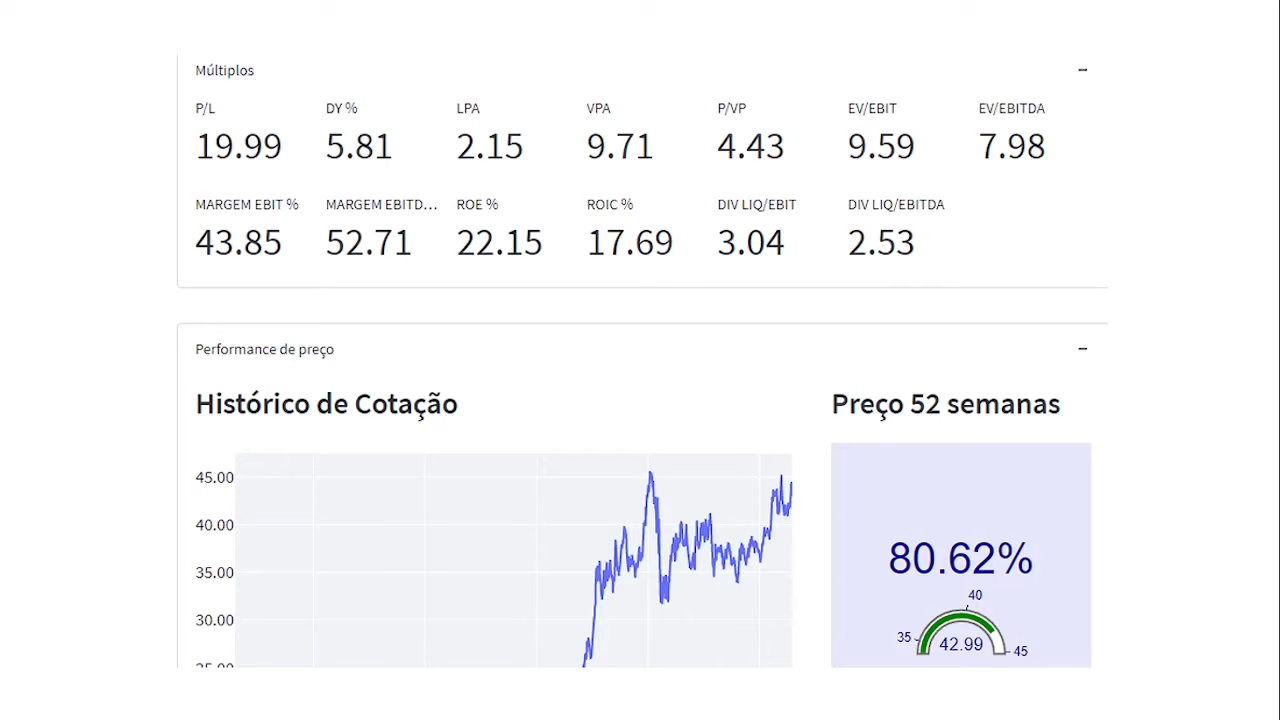 Múltiplos
P/L DY % LPA VPA P/VP EV/EBIT EV/EBITDA
19.99 5.81 2.15 9.71 4.43 9.59 7.98
MARGEM EBIT % MARGEM EBITD... ROE % ROIC % DIV LIQ/EBIT DIV LIQ/EBITDA
43.85 52.71 22.15 17.69 3.04 2.53
Performance de preço
Histórico de Cotação
Preço 52 semanas
45.00
40.00
35.00
30.00
80.62%
40
35
42.99
45